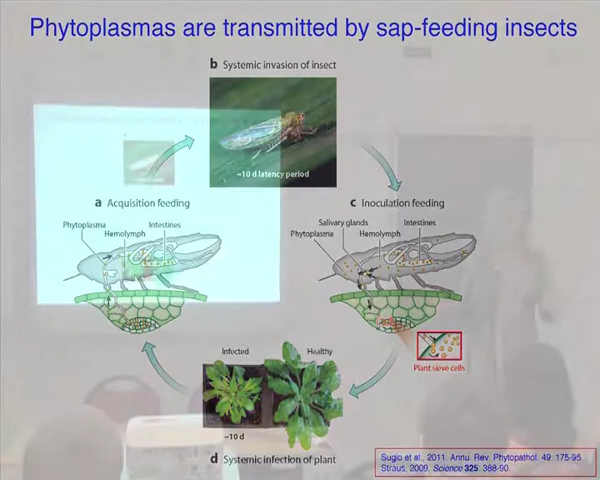 Phytoplasmas are transmitted by sap-feeding insects
b Systemic invasion of insect
~10 d latency period
a Acquisition feeding
c Inoculation feeding
Phytoplasma
Hemolymph
Intestines
Salivary glands
Phytoplasma
Hemolymph
Intestines
Plant sieve cells
Infected
Healthy
~10 d
d Systemic infection of plant
Sugio et al., 2011. Annu. Rev. Phytopathol. 49: 175-95.
Straus, 2009. Science 325: 388-90.